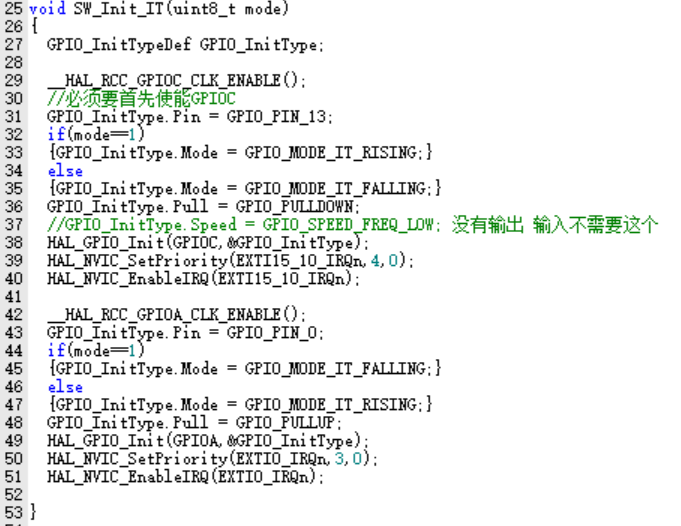 25 void SW_Init_IT(uint8_t mode)
26 {
27 GPIO_InitTypeDef GPIO_InitType;
28
29 __HAL_RCC_GPIOC_CLK_ENABLE();
30 //必须要首先使能GPIOC
31 GPIO_InitType.Pin = GPIO_PIN_13;
32 if(mode==1)
33 {GPIO_InitType.Mode = GPIO_MODE_IT_RISING;}
34 else
35 {GPIO_InitType.Mode = GPIO_MODE_IT_FALLING;}
36 GPIO_InitType.Pull = GPIO_PULLDOWN;
37 //GPIO_InitType.Speed = GPIO_SPEED_FREQ_LOW; 没有输出 输入不需要这个
38 HAL_GPIO_Init(GPIOC,&GPIO_InitType);
39 HAL_NVIC_SetPriority(EXTI15_10_IRQn,4,0);
40 HAL_NVIC_EnableIRQ(EXTI15_10_IRQn);
41
42 __HAL_RCC_GPIOA_CLK_ENABLE();
43 GPIO_InitType.Pin = GPIO_PIN_0;
44 if(mode==1)
45 {GPIO_InitType.Mode = GPIO_MODE_IT_FALLING;}
46 else
47 {GPIO_InitType.Mode = GPIO_MODE_IT_RISING;}
48 GPIO_InitType.Pull = GPIO_PULLUP;
49 HAL_GPIO_Init(GPIOA,&GPIO_InitType);
50 HAL_NVIC_SetPriority(EXTI0_IRQn,3,0);
51 HAL_NVIC_EnableIRQ(EXTI0_IRQn);
52
53 }